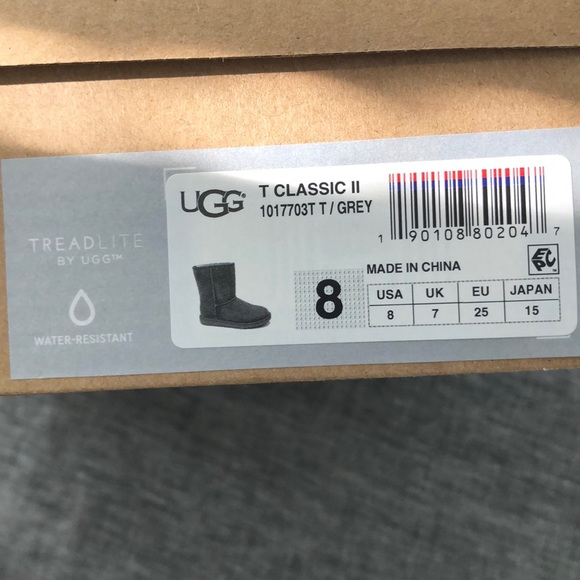 TREADLITE
BY UGG™
WATER-RESISTANT
UGG®
T CLASSIC II
1017703T T / GREY
1 90108 80204 7
8
MADE IN CHINA
EPC
USA UK EU JAPAN
8 7 25 15